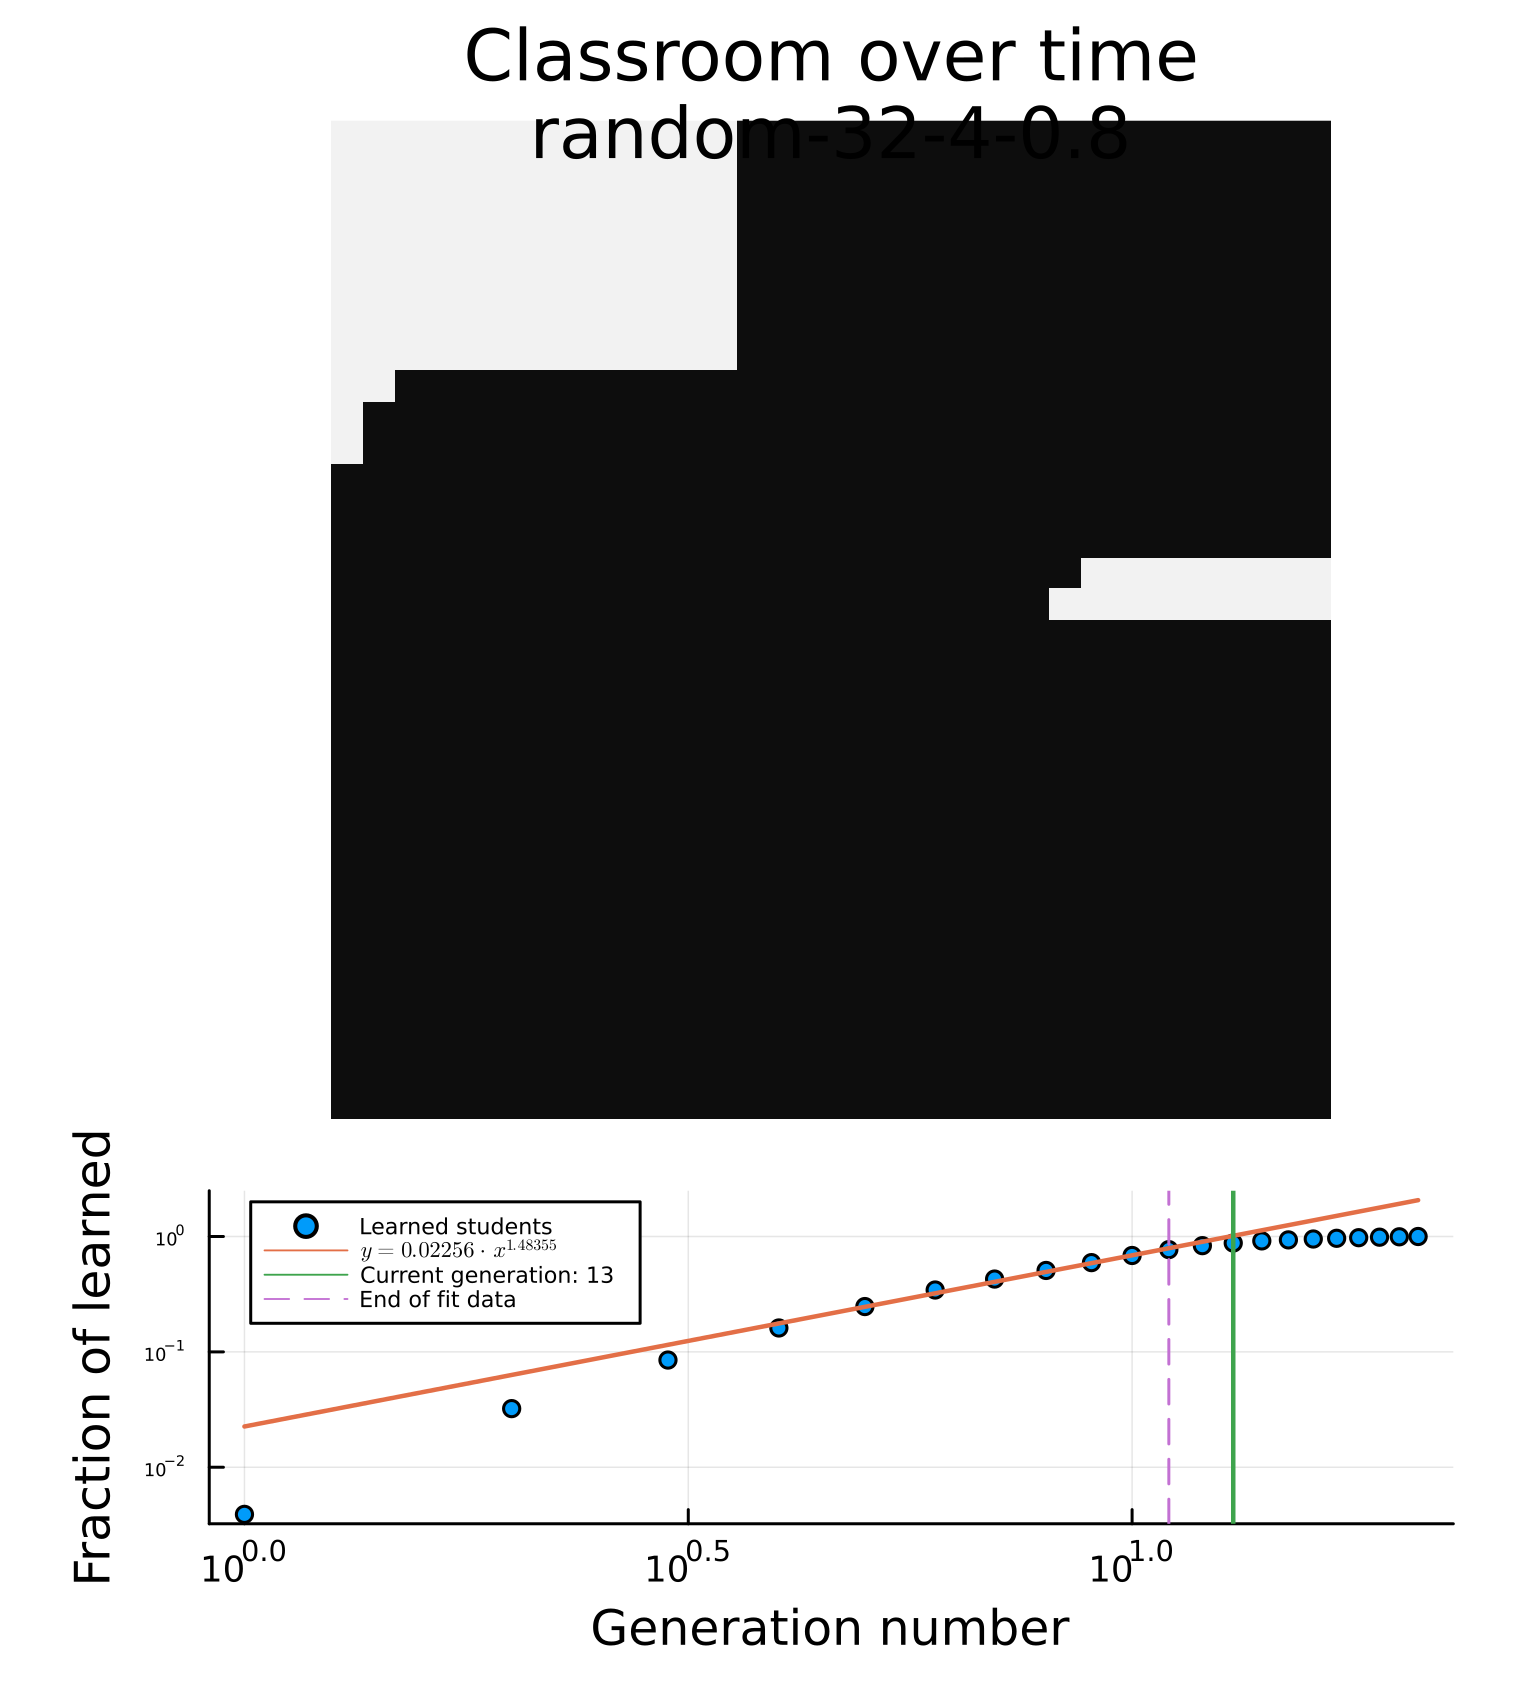 Classroom over time
random-32-4-0.8
Fraction of learned
10^0
10^-1
10^-2
Learned students
y = 0.02256 · x^1.48355
Current generation: 13
End of fit data
10^0.0 10^0.5 10^1.0
Generation number